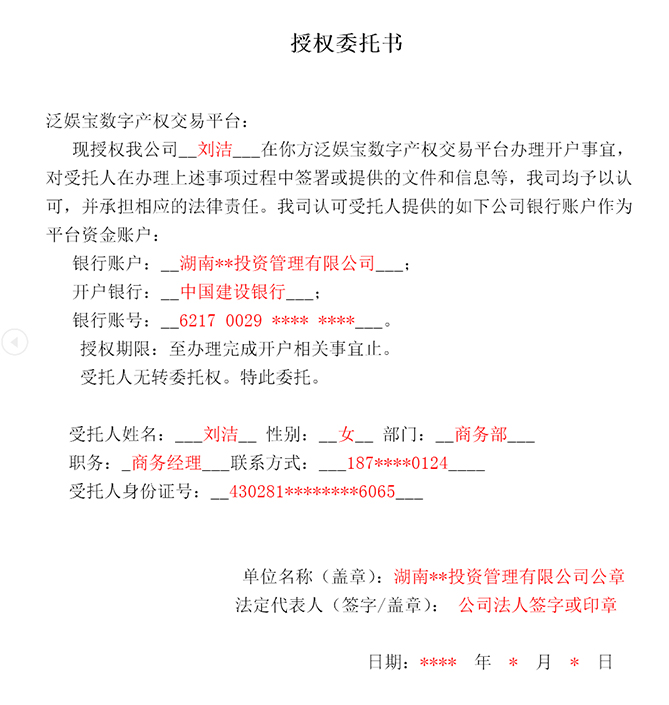 授权委托书
泛娱宝数字产权交易平台：
现授权我公司__刘洁___在你方泛娱宝数字产权交易平台办理开户事宜，
对受托人在办理上述事项过程中签署或提供的文件和信息等，我司均予以认
可，并承担相应的法律责任。我司认可受托人提供的如下公司银行账户作为
平台资金账户：
银行账户：__湖南**投资管理有限公司___；
开户银行：__中国建设银行___；
银行账号：__6217 0029 **** ****___。
授权期限：至办理完成开户相关事宜止。
受托人无转委托权。特此委托。
受托人姓名：___刘洁__ 性别：__女__ 部门：__商务部___
职务：_商务经理___联系方式：___187****0124____
受托人身份证号：__430281********6065___
单位名称（盖章）：湖南**投资管理有限公司公章
法定代表人（签字/盖章）： 公司法人签字或印章
日期：**** 年 * 月 * 日